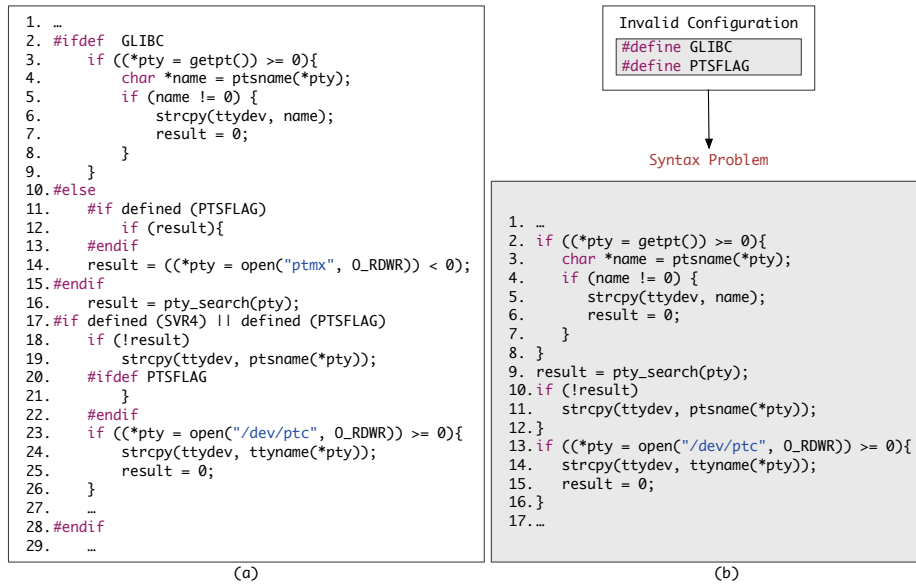 1. …
2. #ifdef GLIBC
3. if ((*pty = getpt()) >= 0){
4. char *name = ptsname(*pty);
5. if (name != 0) {
6. strcpy(ttydev, name);
7. result = 0;
8. }
9. }
10.#else
11. #if defined (PTSFLAG)
12. if (result){
13. #endif
14. result = ((*pty = open("ptmx", O_RDWR)) < 0);
15.#endif
16. result = pty_search(pty);
17.#if defined (SVR4) || defined (PTSFLAG)
18. if (!result)
19. strcpy(ttydev, ptsname(*pty));
20. #ifdef PTSFLAG
21. }
22. #endif
23. if ((*pty = open("/dev/ptc", O_RDWR)) >= 0){
24. strcpy(ttydev, ttyname(*pty));
25. result = 0;
26. }
27. …
28.#endif
29. …
(a)
Invalid Configuration
#define GLIBC
#define PTSFLAG
Syntax Problem
1. …
2. if ((*pty = getpt()) >= 0){
3. char *name = ptsname(*pty);
4. if (name != 0) {
5. strcpy(ttydev, name);
6. result = 0;
7. }
8. }
9. result = pty_search(pty);
10.if (!result)
11. strcpy(ttydev, ptsname(*pty));
12.}
13.if ((*pty = open("/dev/ptc", O_RDWR)) >= 0){
14. strcpy(ttydev, ttyname(*pty));
15. result = 0;
16.}
17.…
(b)